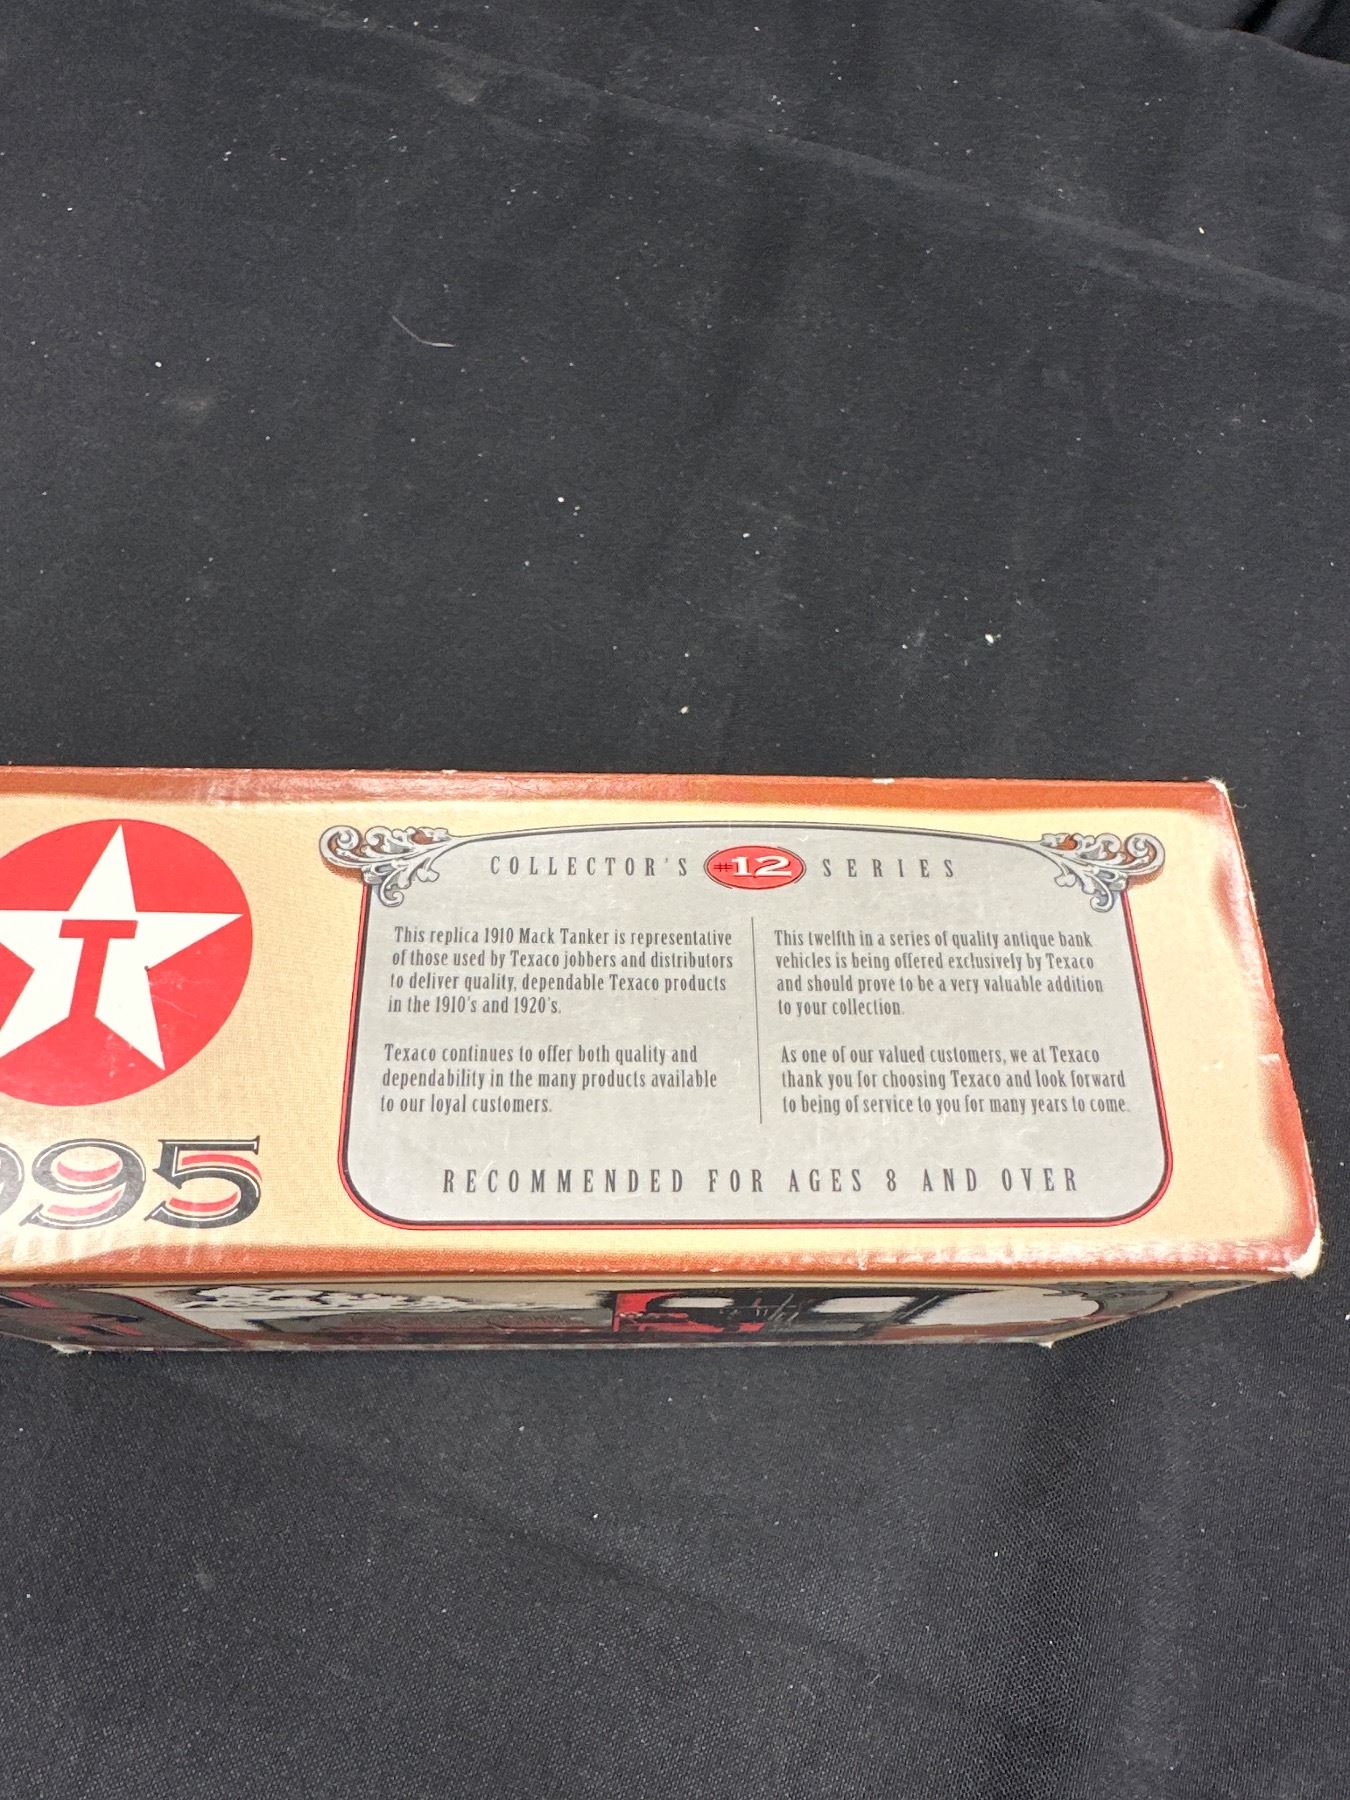 T
995
COLLECTOR'S #12 SERIES
This replica 1910 Mack Tanker is representative
of those used by Texaco jobbers and distributors
to deliver quality, dependable Texaco products
in the 1910's and 1920's.
Texaco continues to offer both quality and
dependability in the many products available
to our loyal customers.
This twelfth in a series of quality antique bank
vehicles is being offered exclusively by Texaco
and should prove to be a very valuable addition
to your collection.
As one of our valued customers, we at Texaco
thank you for choosing Texaco and look forward
to being of service to you for many years to come.
RECOMMENDED FOR AGES 8 AND OVER